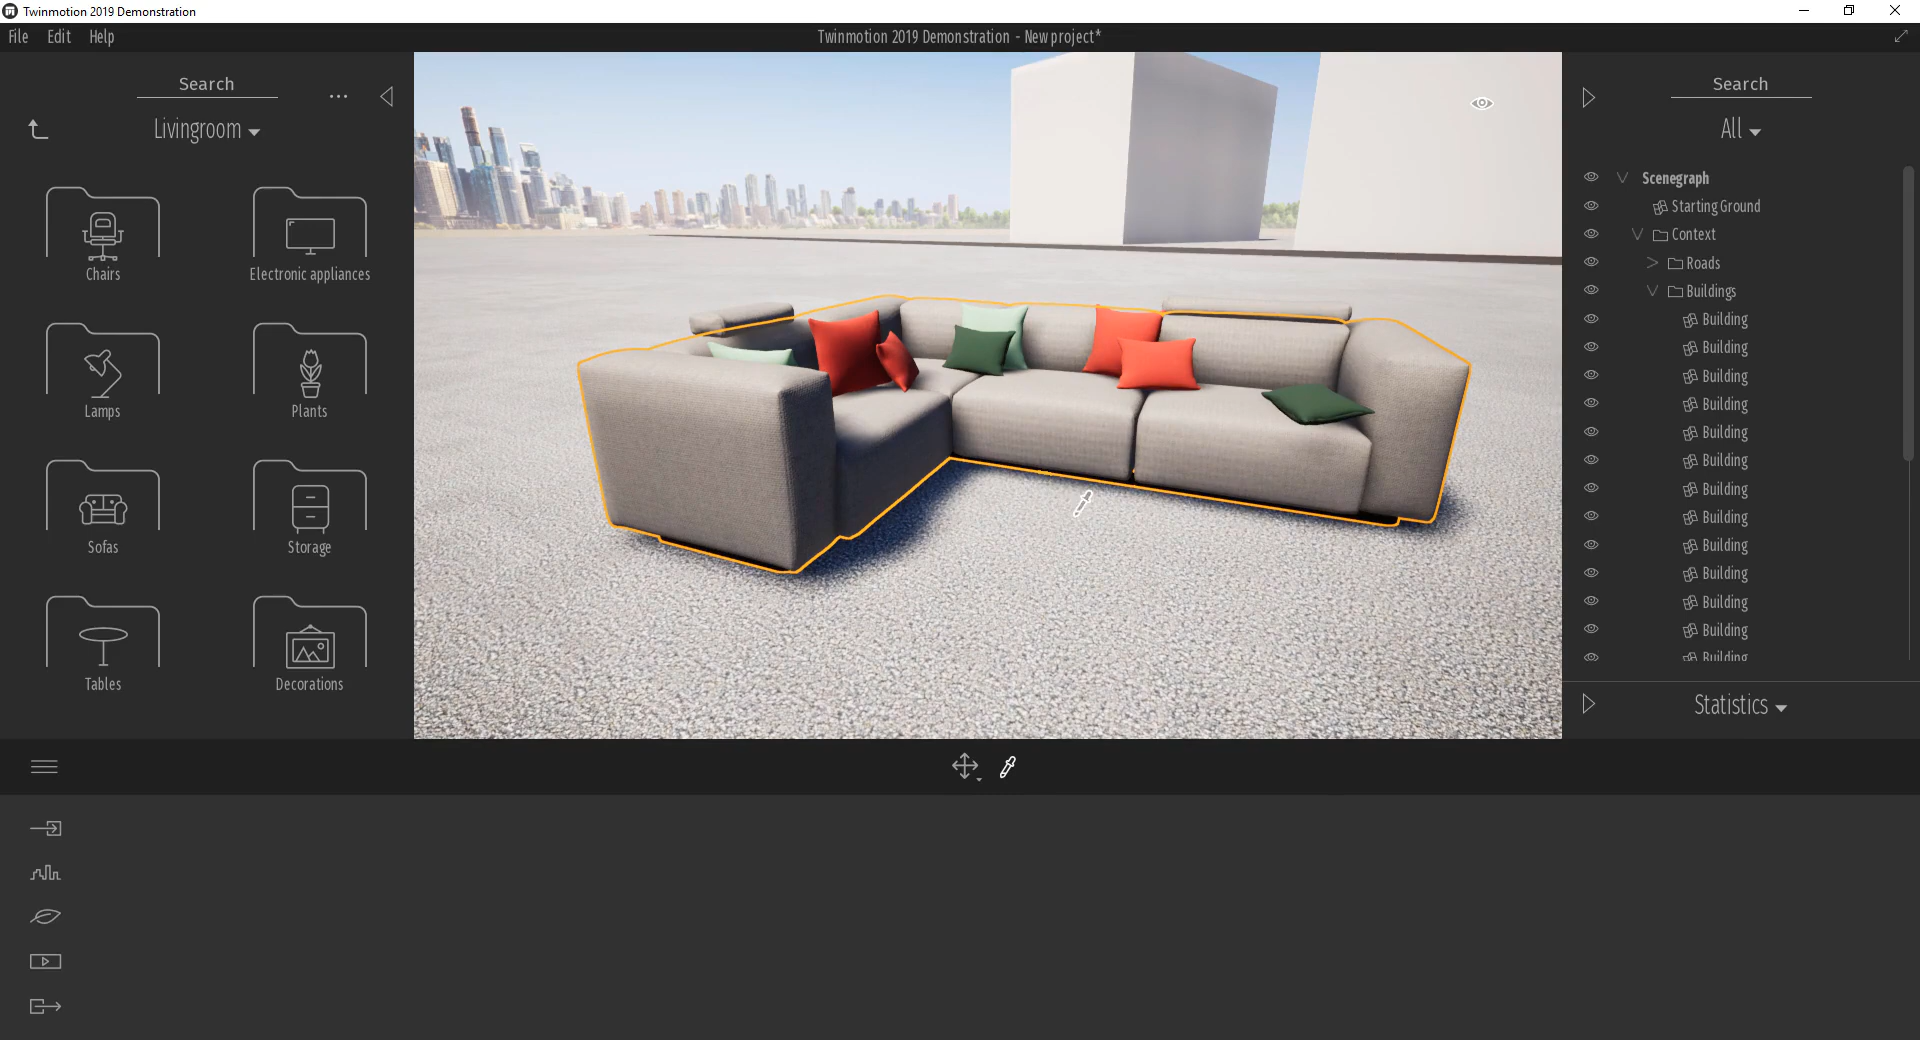 Twinmotion 2019 Demonstration
File Edit Help
Twinmotion 2019 Demonstration - New project*
Search
Livingroom
Chairs
Electronic appliances
Lamps
Plants
Sofas
Storage
Tables
Decorations
Search
All
Scenegraph
Starting Ground
Context
Roads
Buildings
Building
Building
Building
Building
Building
Building
Building
Building
Building
Building
Building
Building
Building
Statistics